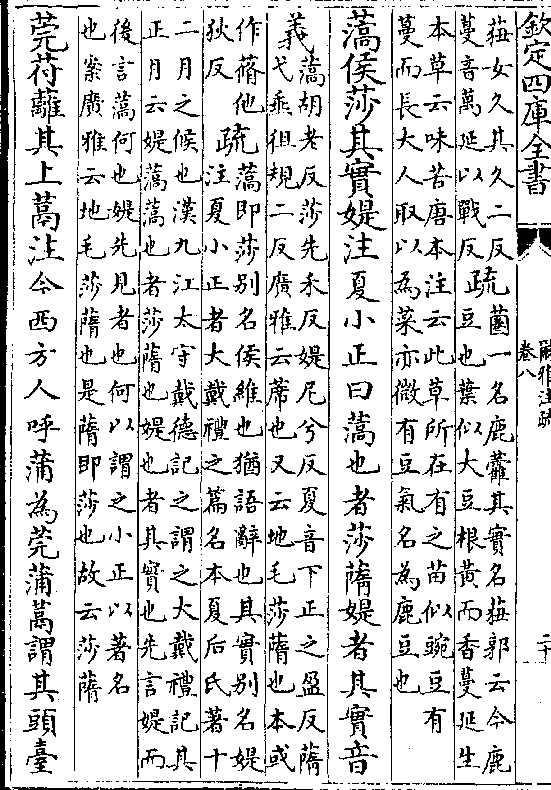 欽定四庫全書
爾雅注疏
卷八
二十
莥女久其久二反
蔓音萬延以戰反疏蔨一名鹿藿其實名莥郭云今鹿
豆也葉似大豆根黄而香蔓延生
本草云味苦唐本注云此草所在有之苗似豌豆有
蔓而長大人取以為菜亦微有豆氣名為鹿豆也
薃侯莎其實媞注夏小正曰薃也者莎蓨媞者其實音
義薃胡老反莎先禾反媞尼兮反夏音下正之盈反蓨
弋垂徂規二反廣雅云蓆也又云地毛莎蓨也本或
作蓨他
狄反疏薃即莎别名侯維也猶語辭也其實别名媞
注夏小正者大戴禮之篇名本夏后氏著十
二月之候也漢九江太守戴德記之謂之大戴禮記其
正月云媞薃薃也者莎蓨也媞也者其實也先言媞而
後言薃何也媞先見者也何以謂之小正以著名
也案廣雅云地毛莎蓨也是蓨即莎也故云莎蓨
莞苻蘺其上蒚注今西方人呼蒲為莞蒲蒚謂其頭臺